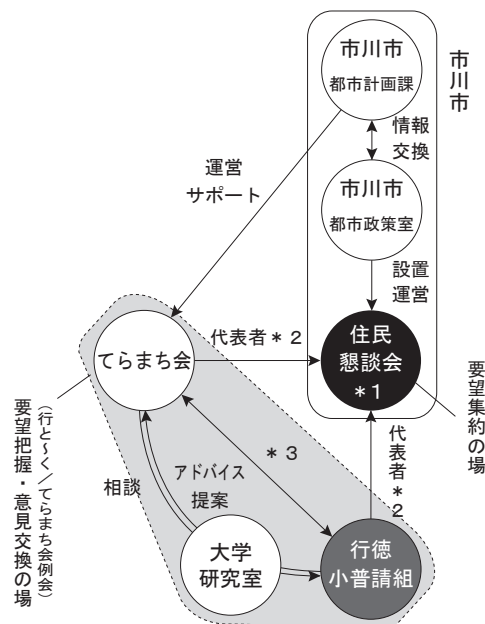 市川市
都市計画課
市川市
情報
交換
運営
サポート
市川市
都市政策室
設置
運営
代表者＊2
てらまち会
住民
懇談会
＊1
要望集約の場
代表者＊2
＊3
アドバイス
提案
相談
大学
研究室
行徳
小普請組
（行と〜く／てらまち会例会）
要望把握・意見交換の場